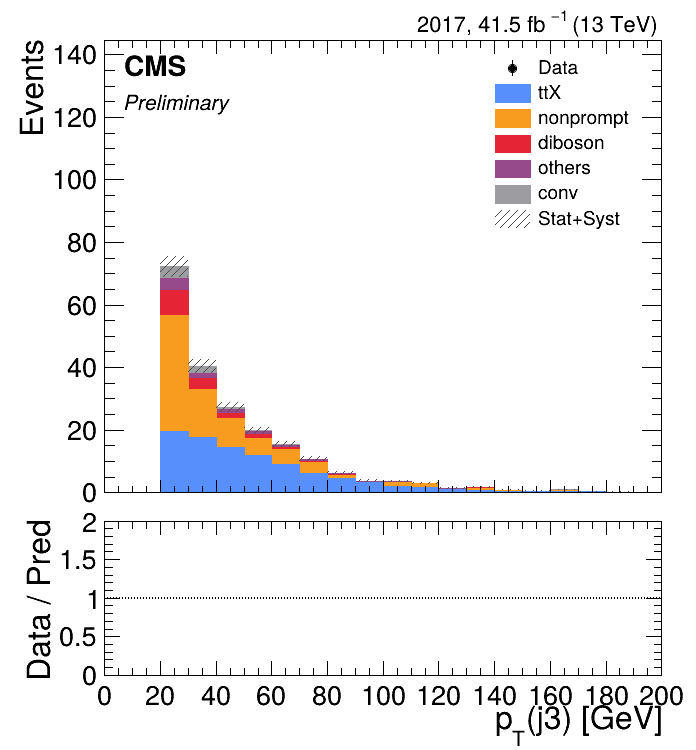 2017, 41.5 fb⁻¹ (13 TeV)
CMS
Preliminary
Events
140
120
100
80
60
40
20
0
Data
ttX
nonprompt
diboson
others
conv
Stat+Syst
Data / Pred
2
1.5
1
0.5
0
0 20 40 60 80 100 120 140 160 180 200
p_T(j3) [GeV]